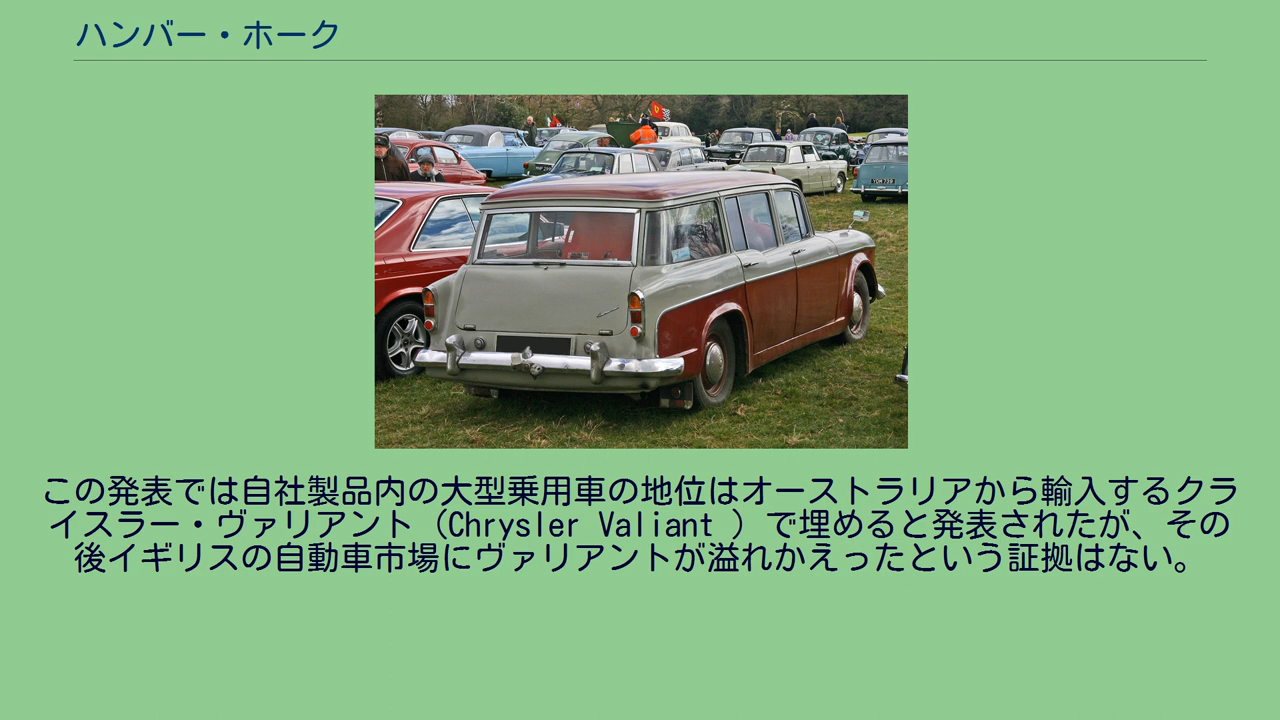 ハンバー・ホーク
YDM 739
この発表では自社製品内の大型乗用車の地位はオーストラリアから輸入するクラ
イスラー・ヴァリアント（Chrysler Valiant ）で埋めると発表されたが、その
後イギリスの自動車市場にヴァリアントが溢れかえったという証拠はない。